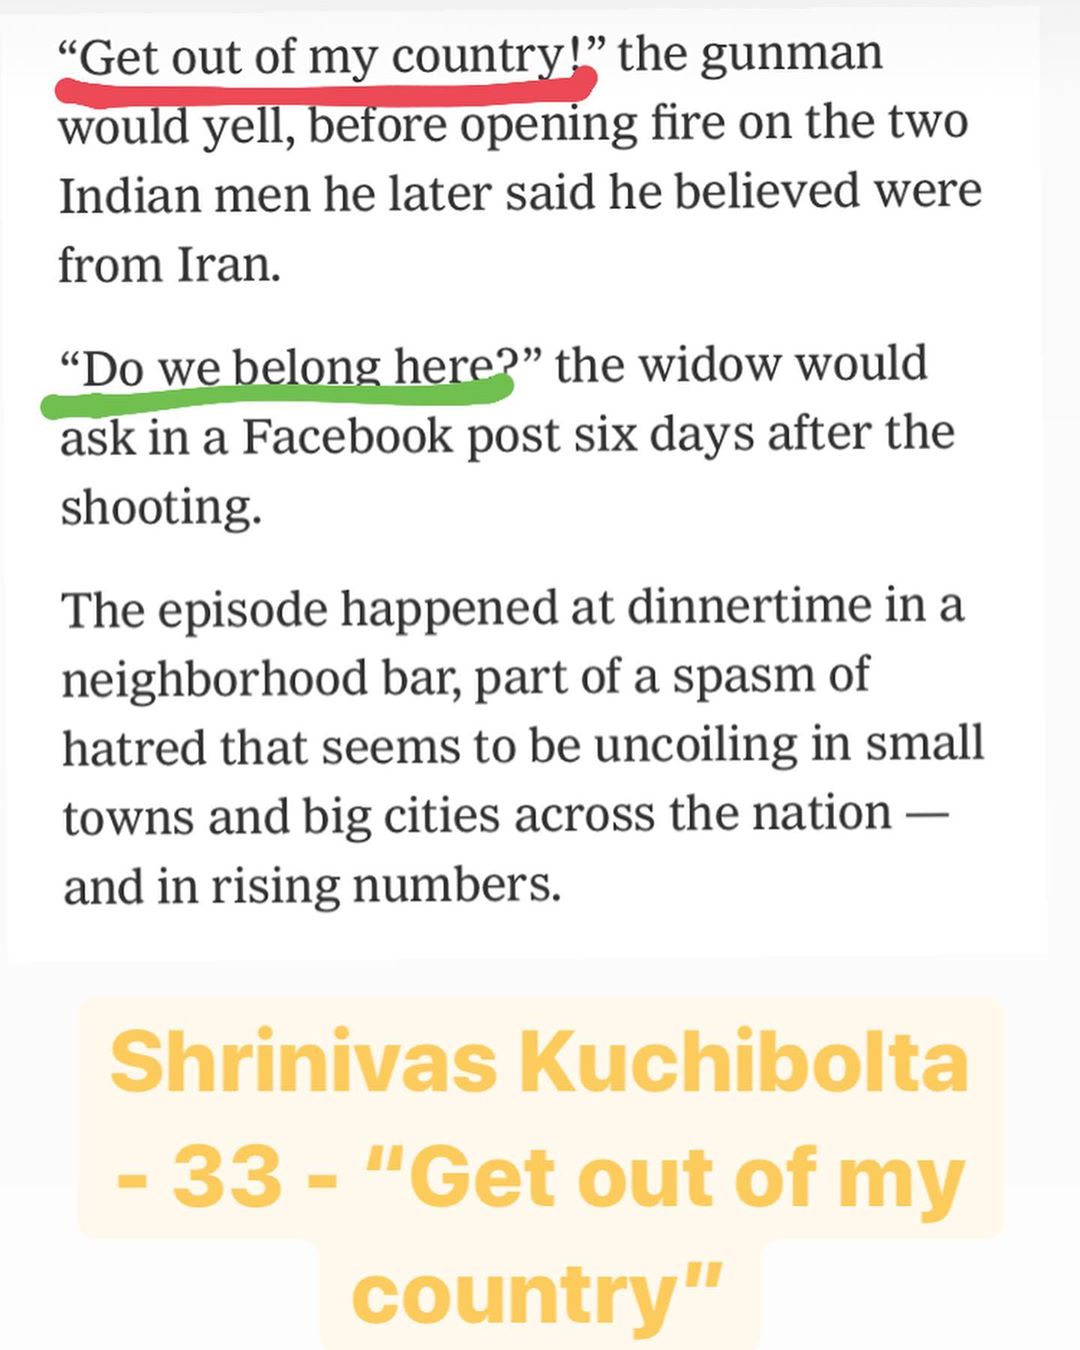 “Get out of my country!” the gunman
would yell, before opening fire on the two
Indian men he later said he believed were
from Iran.
“Do we belong here?” the widow would
ask in a Facebook post six days after the
shooting.
The episode happened at dinnertime in a
neighborhood bar, part of a spasm of
hatred that seems to be uncoiling in small
towns and big cities across the nation —
and in rising numbers.
Shrinivas Kuchibolta
- 33 - "Get out of my
country"